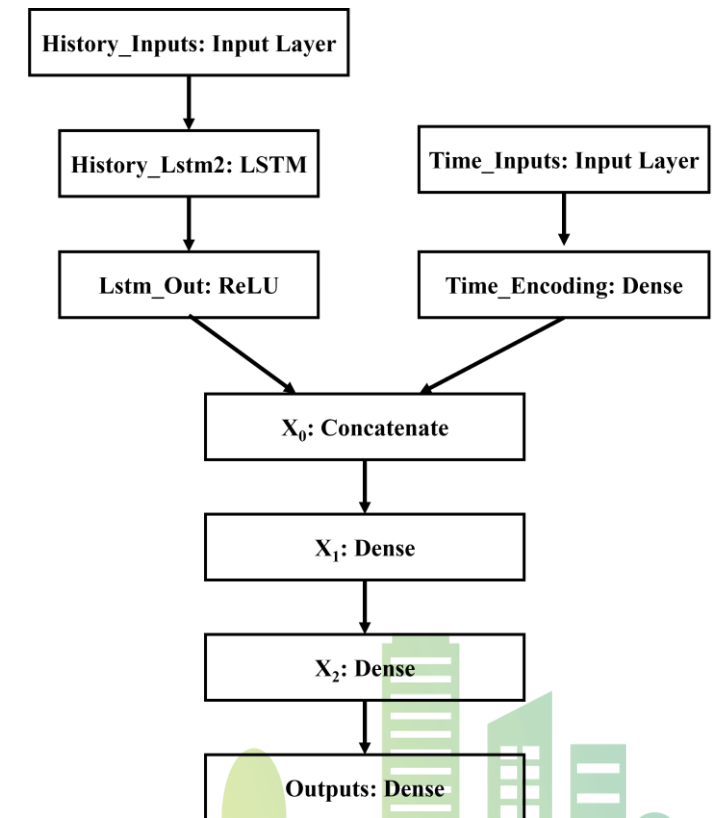 History_Inputs: Input Layer
History_Lstm2: LSTM
Time_Inputs: Input Layer
Lstm_Out: ReLU
Time_Encoding: Dense
X₀: Concatenate
X₁: Dense
X₂: Dense
Outputs: Dense